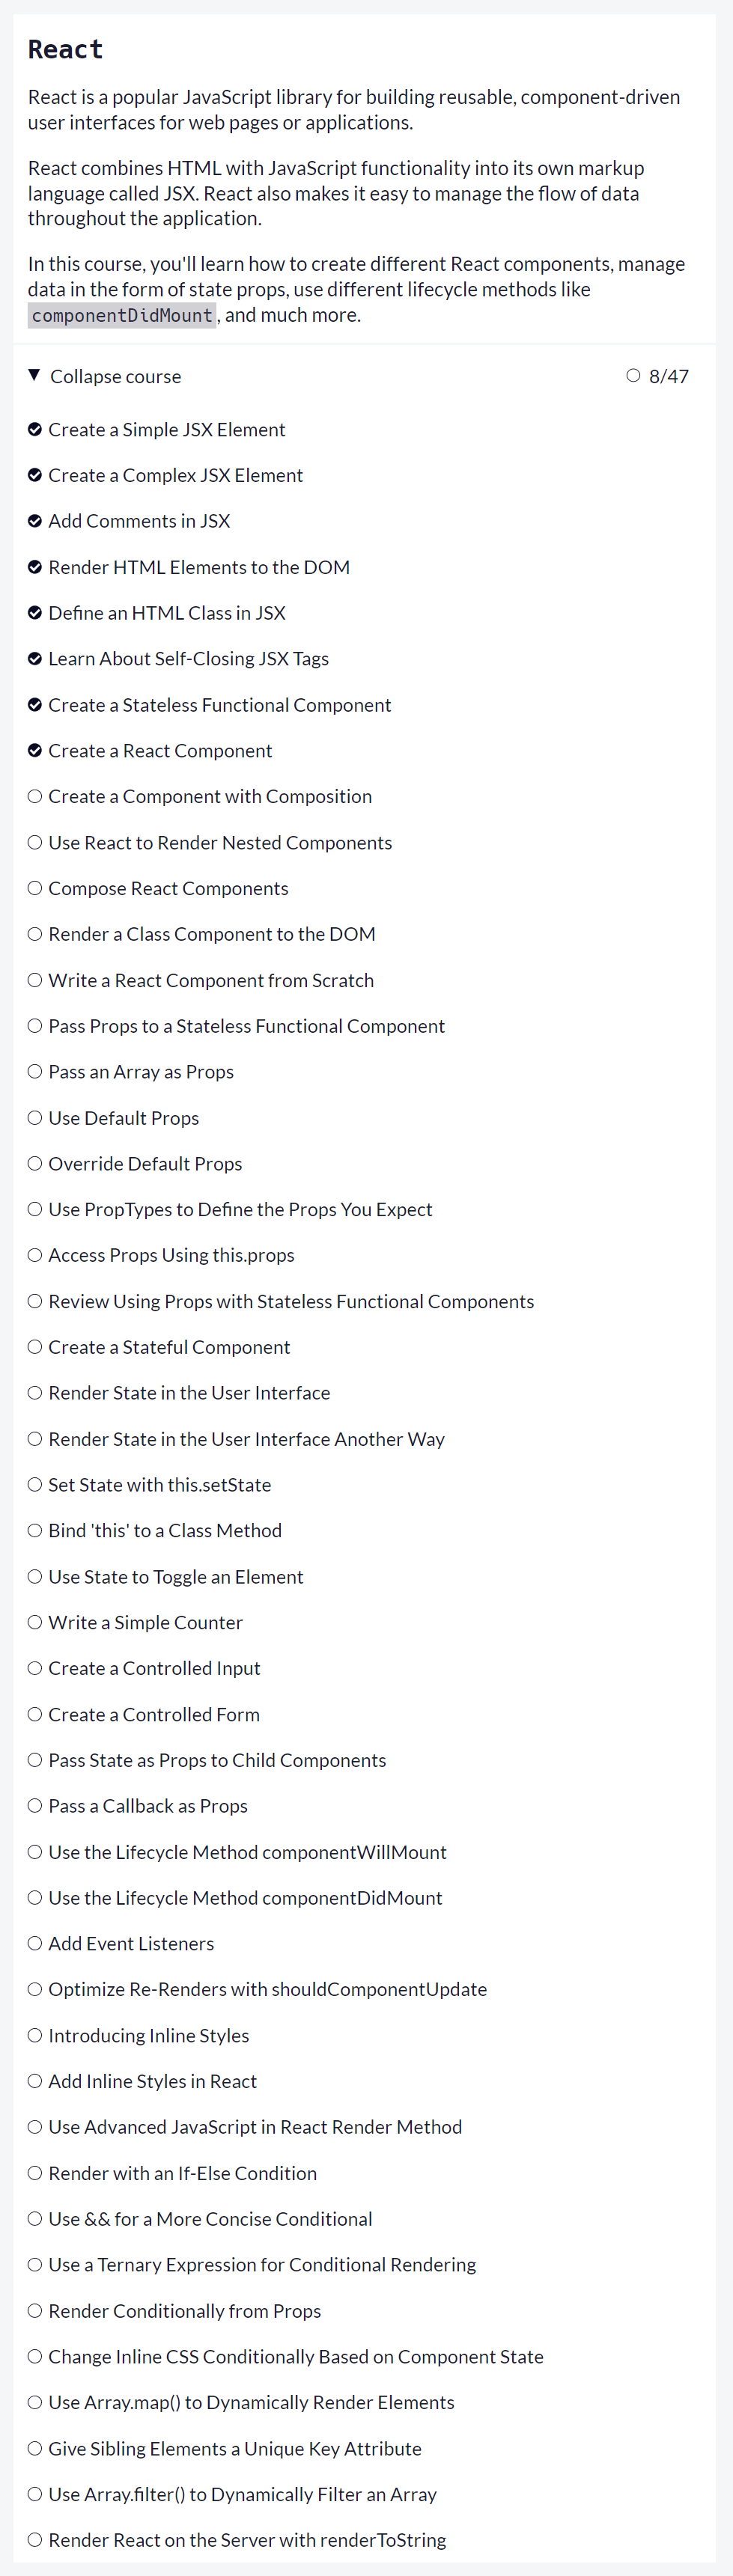 React
React is a popular JavaScript library for building reusable, component-driven
user interfaces for web pages or applications.
React combines HTML with JavaScript functionality into its own markup
language called JSX. React also makes it easy to manage the flow of data
throughout the application.
In this course, you'll learn how to create different React components, manage
data in the form of state props, use different lifecycle methods like
componentDidMount, and much more.
Collapse course 8/47
Create a Simple JSX Element
Create a Complex JSX Element
Add Comments in JSX
Render HTML Elements to the DOM
Define an HTML Class in JSX
Learn About Self-Closing JSX Tags
Create a Stateless Functional Component
Create a React Component
Create a Component with Composition
Use React to Render Nested Components
Compose React Components
Render a Class Component to the DOM
Write a React Component from Scratch
Pass Props to a Stateless Functional Component
Pass an Array as Props
Use Default Props
Override Default Props
Use PropTypes to Define the Props You Expect
Access Props Using this.props
Review Using Props with Stateless Functional Components
Create a Stateful Component
Render State in the User Interface
Render State in the User Interface Another Way
Set State with this.setState
Bind 'this' to a Class Method
Use State to Toggle an Element
Write a Simple Counter
Create a Controlled Input
Create a Controlled Form
Pass State as Props to Child Components
Pass a Callback as Props
Use the Lifecycle Method componentWillMount
Use the Lifecycle Method componentDidMount
Add Event Listeners
Optimize Re-Renders with shouldComponentUpdate
Introducing Inline Styles
Add Inline Styles in React
Use Advanced JavaScript in React Render Method
Render with an If-Else Condition
Use && for a More Concise Conditional
Use a Ternary Expression for Conditional Rendering
Render Conditionally from Props
Change Inline CSS Conditionally Based on Component State
Use Array.map() to Dynamically Render Elements
Give Sibling Elements a Unique Key Attribute
Use Array.filter() to Dynamically Filter an Array
Render React on the Server with renderToString